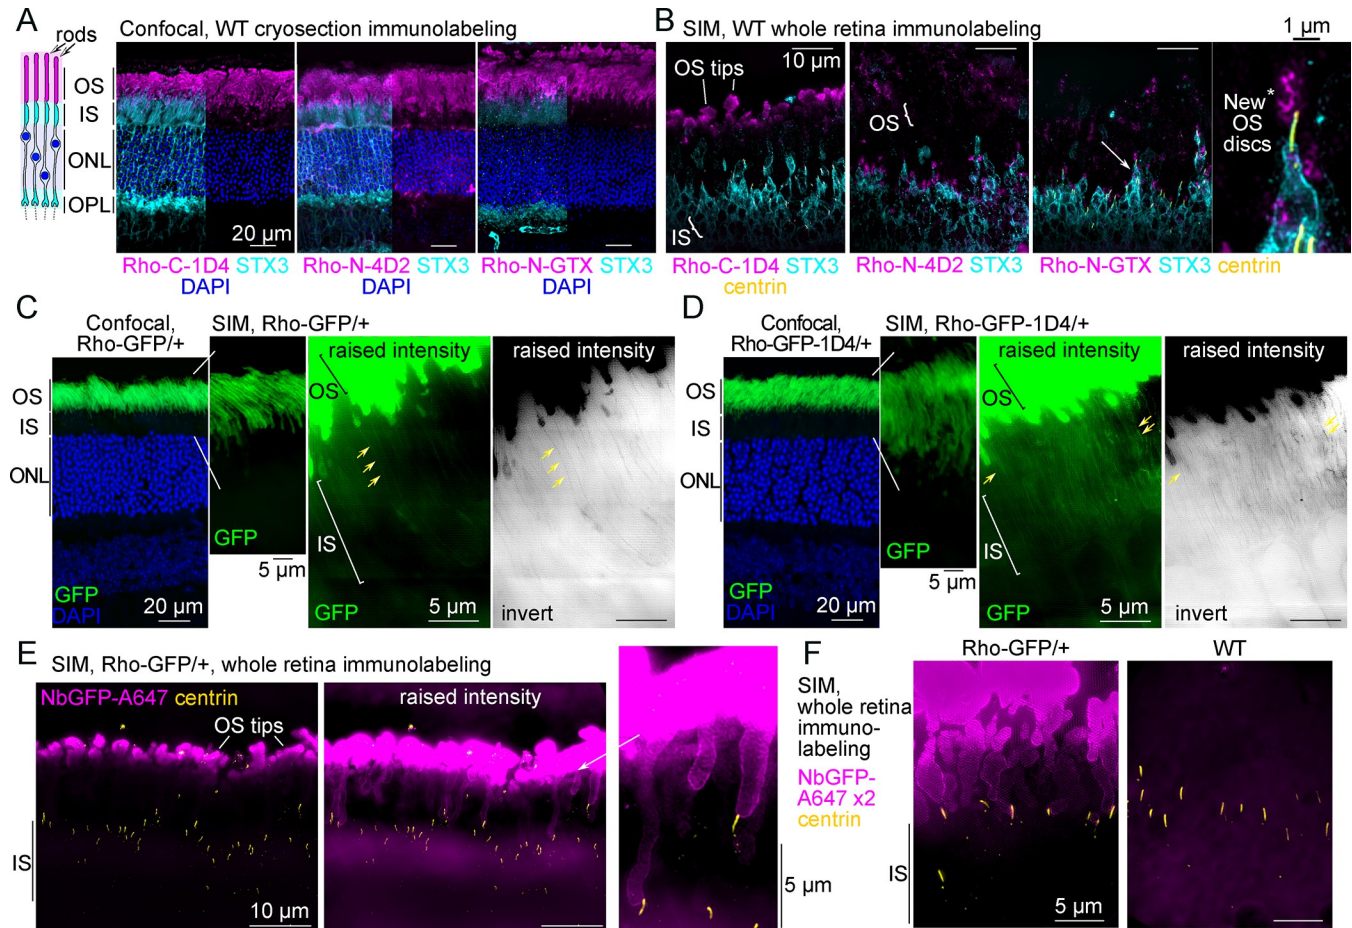 A
Confocal, WT cryosection immunolabeling
rods
OS
IS
ONL
OPL
20 µm
Rho-C-1D4 STX3
DAPI
Rho-N-4D2 STX3
DAPI
Rho-N-GTX STX3
DAPI
B
SIM, WT whole retina immunolabeling
1 µm
10 µm
OS tips
IS
OS
New*
OS
discs
Rho-C-1D4 STX3
centrin
Rho-N-4D2 STX3
Rho-N-GTX STX3 centrin
C
Confocal,
Rho-GFP/+
SIM, Rho-GFP/+
OS
IS
ONL
GFP
DAPI
20 µm
GFP
5 µm
raised intensity
OS
IS
GFP
5 µm
raised intensity
invert
D
Confocal,
Rho-GFP-1D4/+
SIM, Rho-GFP-1D4/+
OS
IS
ONL
GFP
DAPI
20 µm
GFP
5 µm
raised intensity
OS
IS
GFP
5 µm
raised intensity
invert
E
SIM, Rho-GFP/+, whole retina immunolabeling
NbGFP-A647 centrin
OS tips
IS
10 µm
raised intensity
5 µm
F
SIM,
whole retina
immuno-
labeling
NbGFP-
A647 x2
centrin
Rho-GFP/+
WT
IS
5 µm